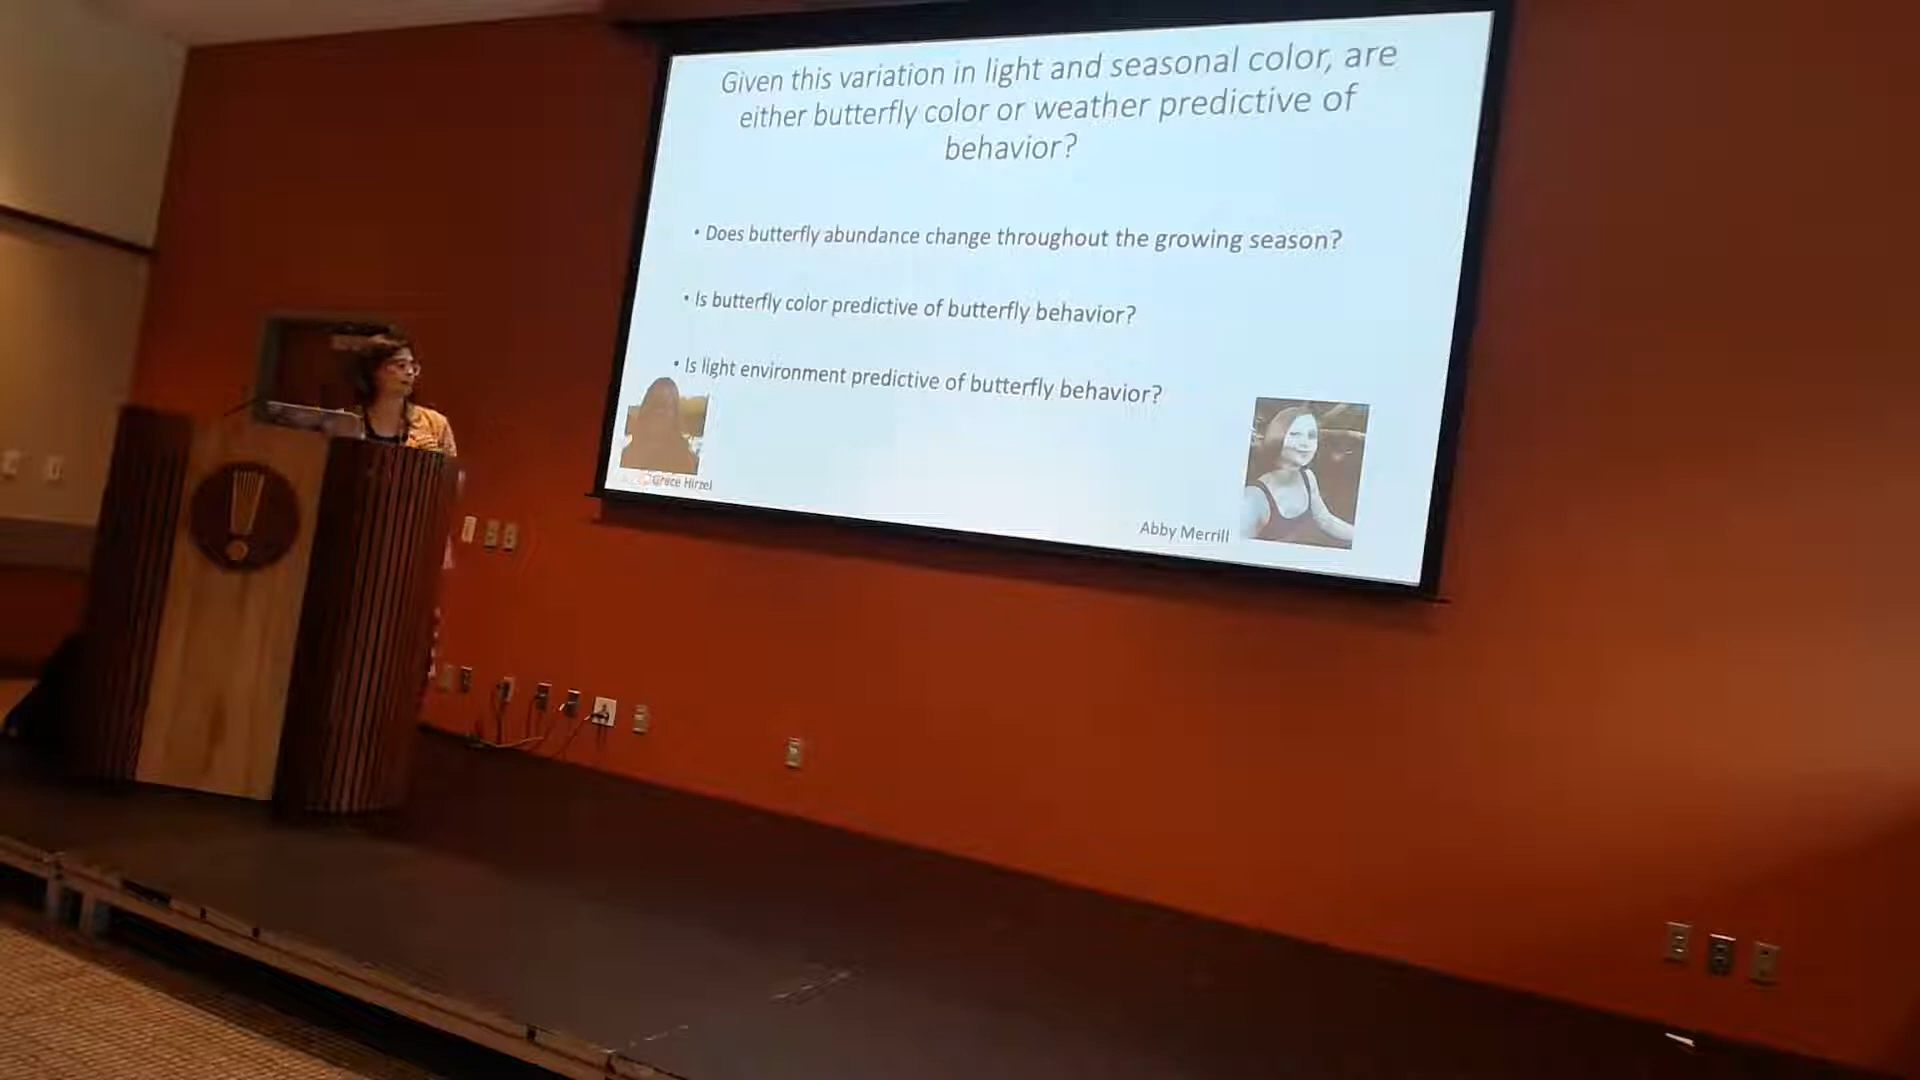 Given this variation in light and seasonal color, are
either butterfly color or weather predictive of
behavior?
• Does butterfly abundance change throughout the growing season?
• Is butterfly color predictive of butterfly behavior?
• Is light environment predictive of butterfly behavior?
Grace Hirzel
Abby Merrill